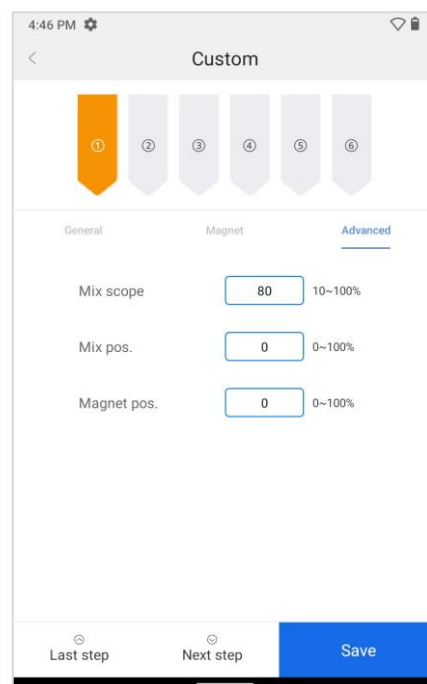 4:46 PM
Custom
① ② ③ ④ ⑤ ⑥
General Magnet Advanced
Mix scope 80 10~100%
Mix pos. 0 0~100%
Magnet pos. 0 0~100%
Last step Next step Save